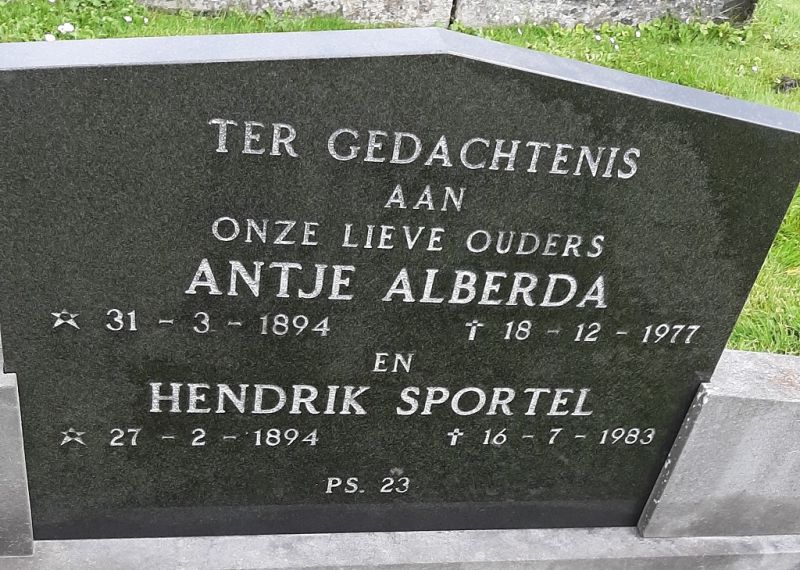 TER GEDACHTENIS
AAN
ONZE LIEVE OUDERS
ANTJE ALBERDA
☆ 31 - 3 - 1894 ✝ 18 - 12 - 1977
EN
HENDRIK SPORTEL
☆ 27 - 2 - 1894 ✝ 16 - 7 - 1983
PS. 23